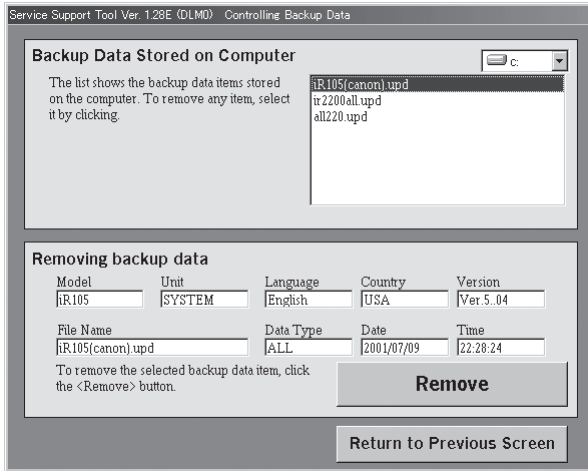 Service Support Tool Ver. 1.28E (DLM0) Controlling Backup Data
Backup Data Stored on Computer
c:
The list shows the backup data items stored
on the computer. To remove any item, select
it by clicking.
iR105(canon).upd
ir2200all.upd
all220.upd
Removing backup data
Model Unit Language Country Version
iR105 SYSTEM English USA Ver.5..04
File Name Data Type Date Time
iR105(canon).upd ALL 2001/07/09 22:28:24
To remove the selected backup data item, click
the <Remove> button.
Remove
Return to Previous Screen